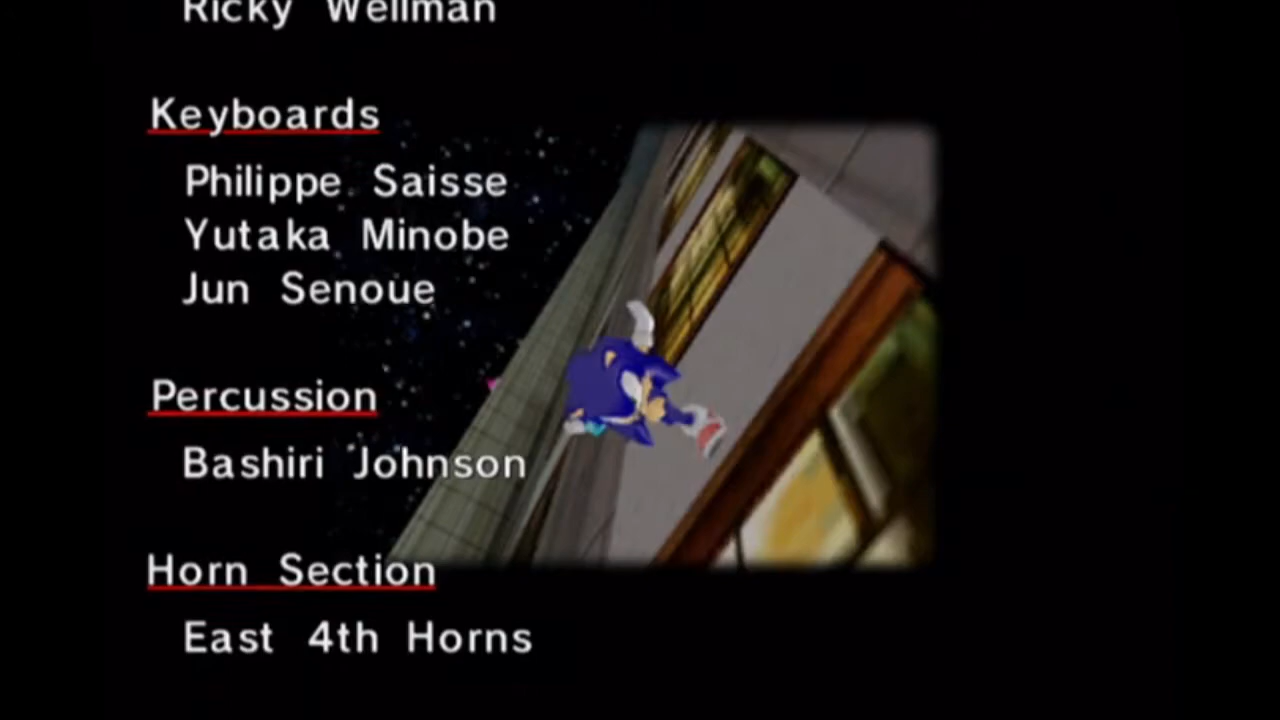 Ricky Wellman
Keyboards
Philippe Saisse
Yutaka Minobe
Jun Senoue
Percussion
Bashiri Johnson
Horn Section
East 4th Horns